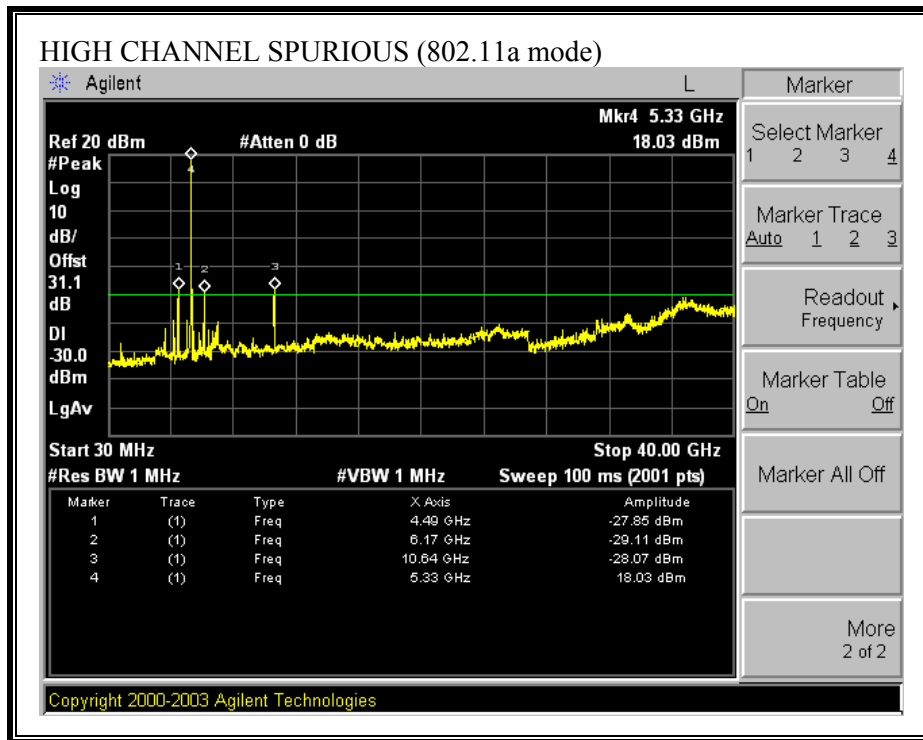 HIGH CHANNEL SPURIOUS (802.11a mode)
Agilent L
Mkr4 5.33 GHz
Ref 20 dBm #Atten 0 dB 18.03 dBm
#Peak
Log
10
dB/
Offst
31.1
dB
DI
-30.0
dBm
LgAv
4
1 2 3
Start 30 MHz Stop 40.00 GHz
#Res BW 1 MHz #VBW 1 MHz Sweep 100 ms (2001 pts)
Marker Trace Type X Axis Amplitude
1 (1) Freq 4.49 GHz -27.85 dBm
2 (1) Freq 6.17 GHz -29.11 dBm
3 (1) Freq 10.64 GHz -28.07 dBm
4 (1) Freq 5.33 GHz 18.03 dBm
Marker
Select Marker
1 2 3 4
Marker Trace
Auto 1 2 3
Readout
Frequency
Marker Table
On Off
Marker All Off
More
2 of 2
Copyright 2000-2003 Agilent Technologies